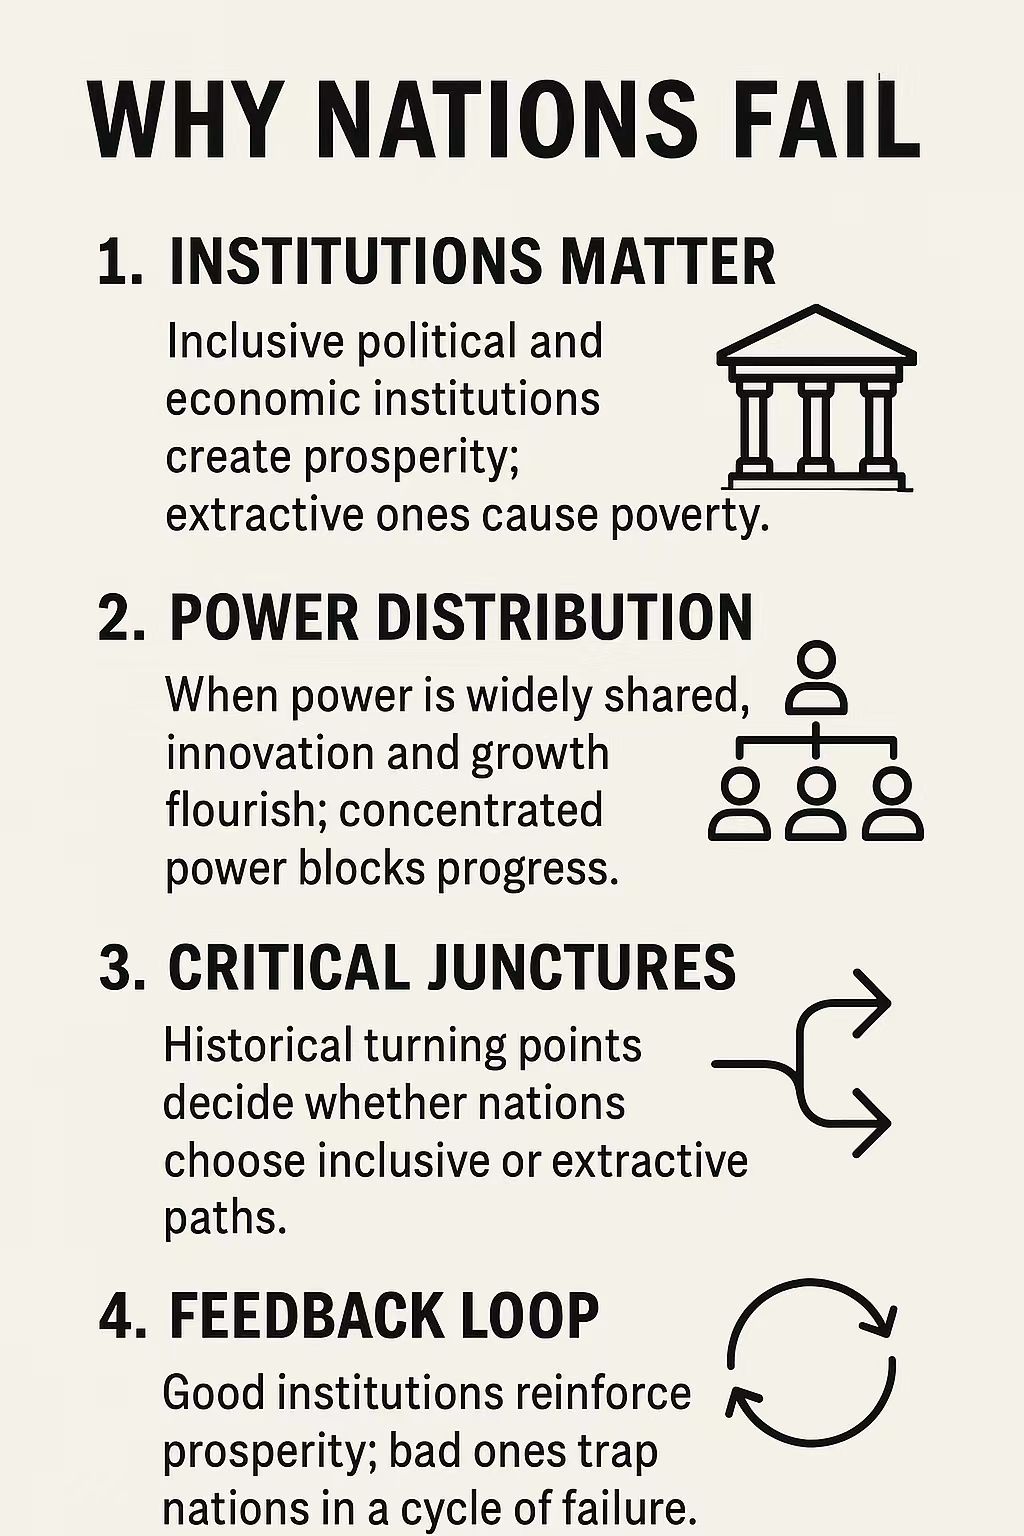 WHY NATIONS FAIL
1. INSTITUTIONS MATTER
Inclusive political and
economic institutions
create prosperity;
extractive ones cause poverty.
2. POWER DISTRIBUTION
When power is widely shared,
innovation and growth
flourish; concentrated
power blocks progress.
3. CRITICAL JUNCTURES
Historical turning points
decide whether nations
choose inclusive or extractive
paths.
4. FEEDBACK LOOP
Good institutions reinforce
prosperity; bad ones trap
nations in a cycle of failure.